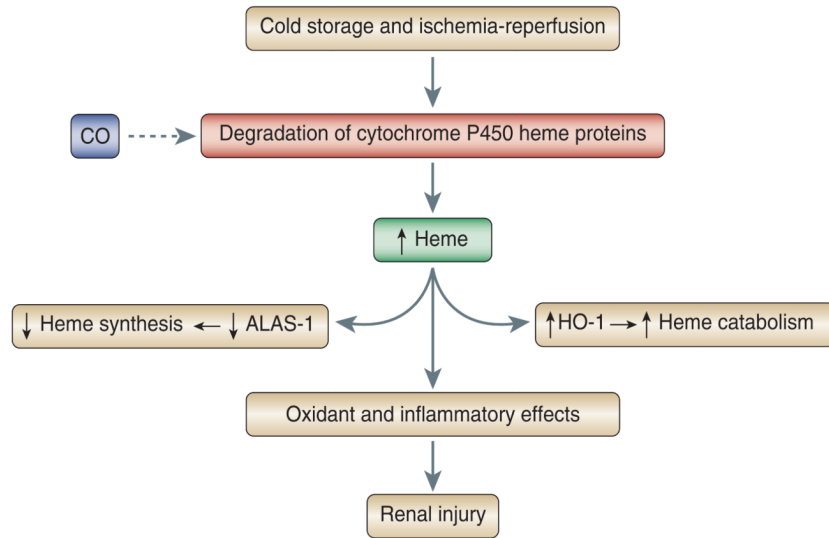 Cold storage and ischemia-reperfusion
CO
Degradation of cytochrome P450 heme proteins
↑ Heme
↓ Heme synthesis ← ↓ ALAS-1
↑HO-1 → ↑ Heme catabolism
Oxidant and inflammatory effects
Renal injury